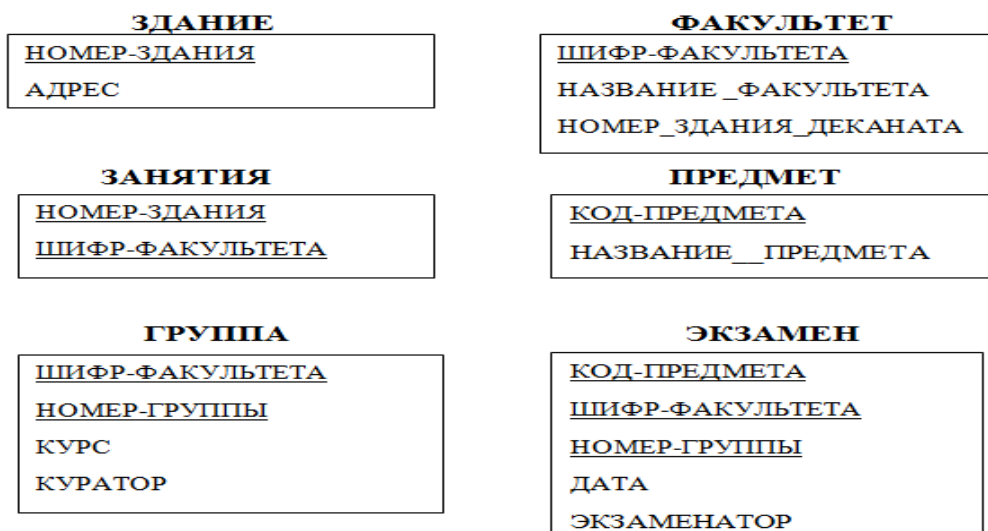 ЗДАНИЕ
НОМЕР-ЗДАНИЯ
АДРЕС
ФАКУЛЬТЕТ
ШИФР-ФАКУЛЬТЕТА
НАЗВАНИЕ _ФАКУЛЬТЕТА
НОМЕР_ЗДАНИЯ_ДЕКАНАТА
ЗАНЯТИЯ
НОМЕР-ЗДАНИЯ
ШИФР-ФАКУЛЬТЕТА
ПРЕДМЕТ
КОД-ПРЕДМЕТА
НАЗВАНИЕ__ПРЕДМЕТА
ГРУППА
ШИФР-ФАКУЛЬТЕТА
НОМЕР-ГРУППЫ
КУРС
КУРАТОР
ЭКЗАМЕН
КОД-ПРЕДМЕТА
ШИФР-ФАКУЛЬТЕТА
НОМЕР-ГРУППЫ
ДАТА
ЭКЗАМЕНАТОР